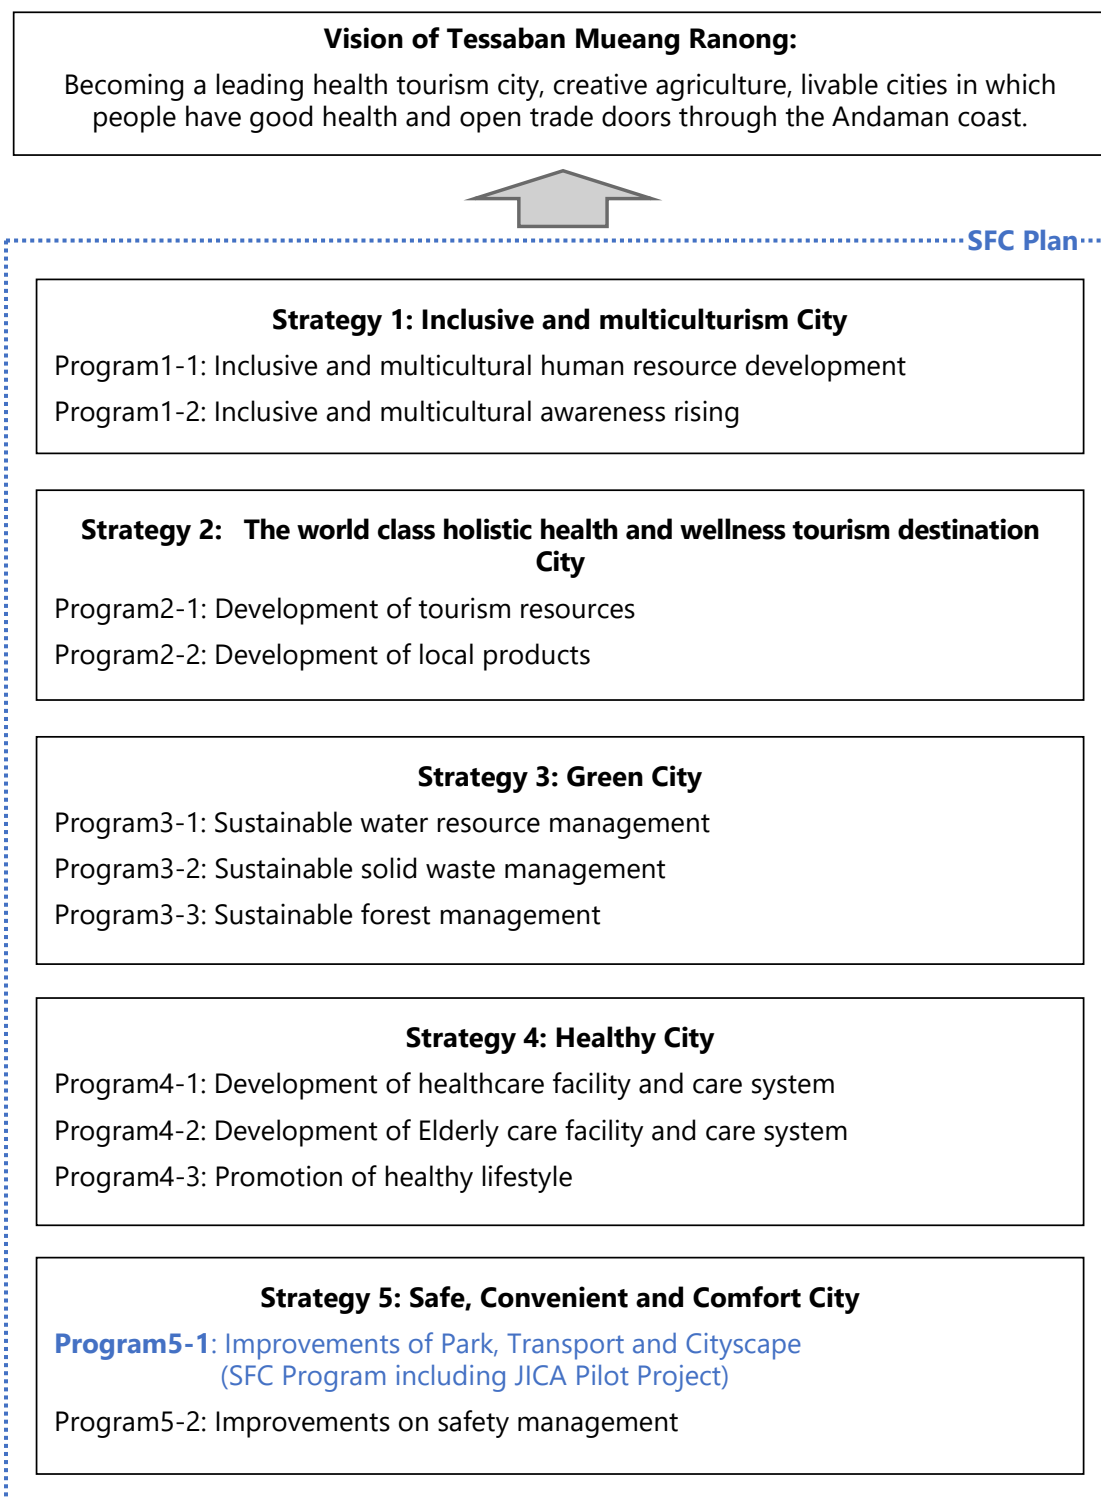 Vision of Tessaban Mueang Ranong:
Becoming a leading health tourism city, creative agriculture, livable cities in which
people have good health and open trade doors through the Andaman coast.
SFC Plan
Strategy 1: Inclusive and multiculturism City
Program1-1: Inclusive and multicultural human resource development
Program1-2: Inclusive and multicultural awareness rising
Strategy 2: The world class holistic health and wellness tourism destination
City
Program2-1: Development of tourism resources
Program2-2: Development of local products
Strategy 3: Green City
Program3-1: Sustainable water resource management
Program3-2: Sustainable solid waste management
Program3-3: Sustainable forest management
Strategy 4: Healthy City
Program4-1: Development of healthcare facility and care system
Program4-2: Development of Elderly care facility and care system
Program4-3: Promotion of healthy lifestyle
Strategy 5: Safe, Convenient and Comfort City
Program5-1: Improvements of Park, Transport and Cityscape
(SFC Program including JICA Pilot Project)
Program5-2: Improvements on safety management